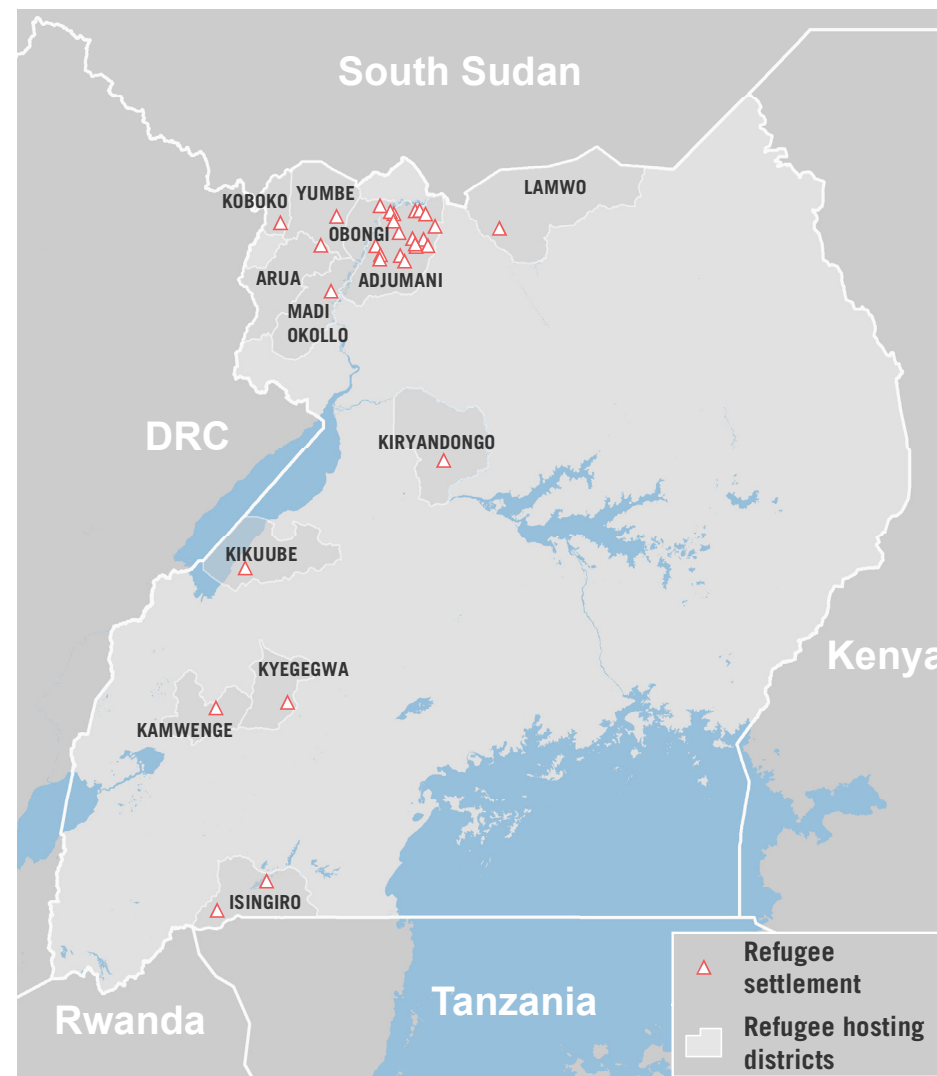 South Sudan
LAMWO
YUMBE
KOBOKO
OBONGI
ARUA
ADJUMANI
MADI
OKOLLO
DRC
KIRYANDONGO
KIKUUBE
Kenya
KYEGEGWA
KAMWENGE
ISINGIRO
Tanzania
Rwanda
Refugee
settlement
Refugee hosting
districts